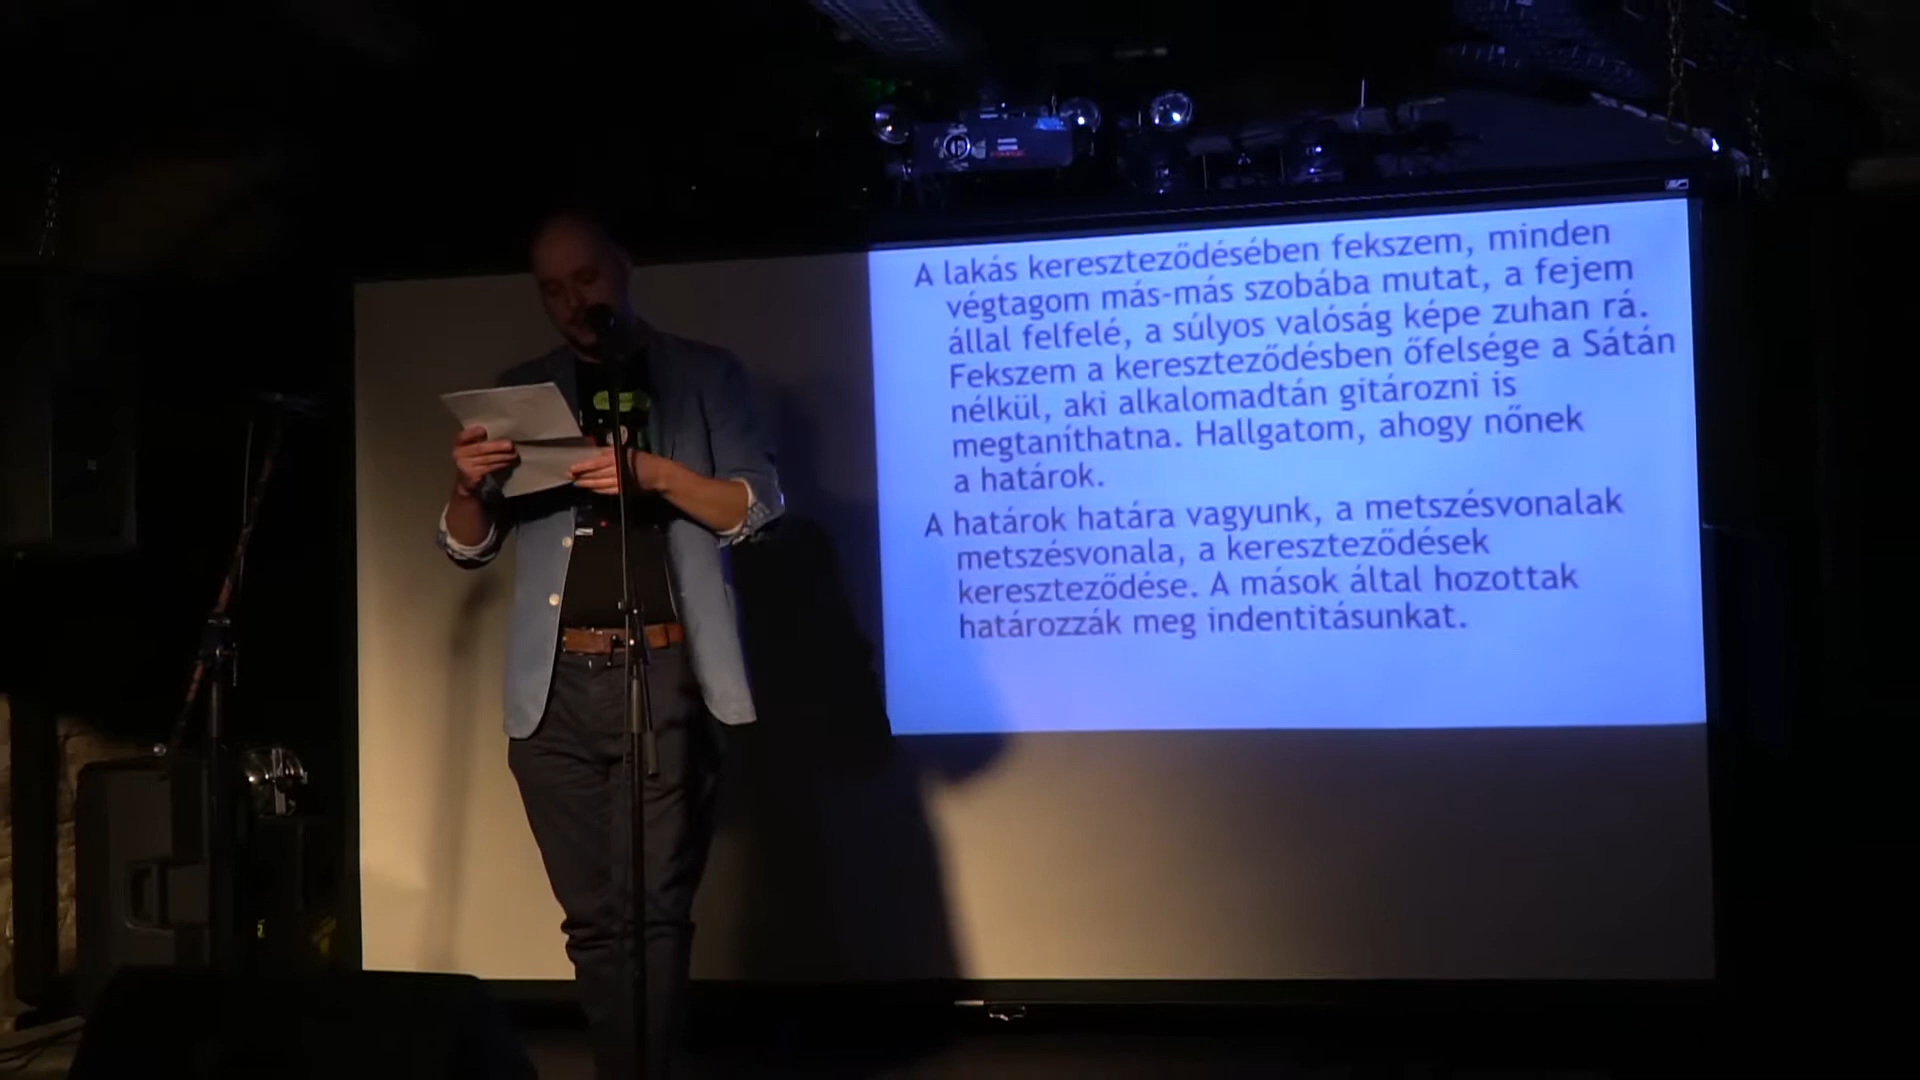 A lakás kereszteződésében fekszem, minden
végtagom más-más szobába mutat, a fejem
állal felfelé, a súlyos valóság képe zuhan rá.
Fekszem a kereszteződésben őfelsége a Sátán
nélkül, aki alkalomadtán gitározni is
megtaníthatna. Hallgatom, ahogy nőnek
a határok.
A határok határa vagyunk, a metszésvonalak
metszésvonala, a kereszteződések
kereszteződése. A mások által hozottak
határozzák meg indentitásunkat.